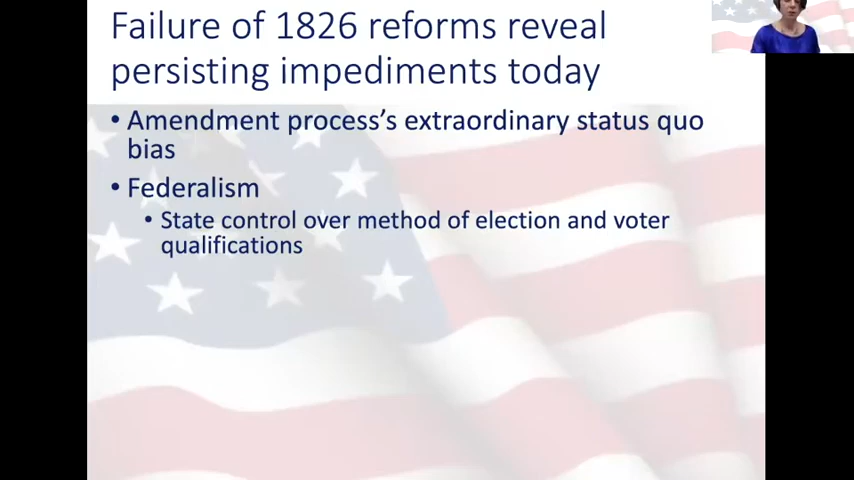 Failure of 1826 reforms reveal
persisting impediments today
• Amendment process's extraordinary status quo
bias
• Federalism
• State control over method of election and voter
qualifications